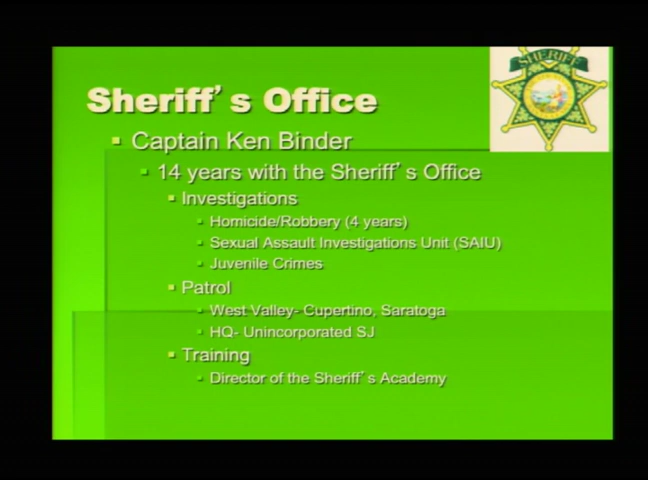 SHERIFF
Sheriff's Office
Captain Ken Binder
14 years with the Sheriff's Office
Investigations
Homicide/Robbery (4 years)
Sexual Assault Investigations Unit (SAIU)
Juvenile Crimes
Patrol
West Valley- Cupertino, Saratoga
HQ- Unincorporated SJ
Training
Director of the Sheriff's Academy